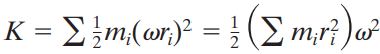 K = ∑ ½mᵢ(ωrᵢ)² = ½(∑ mᵢrᵢ²)ω²